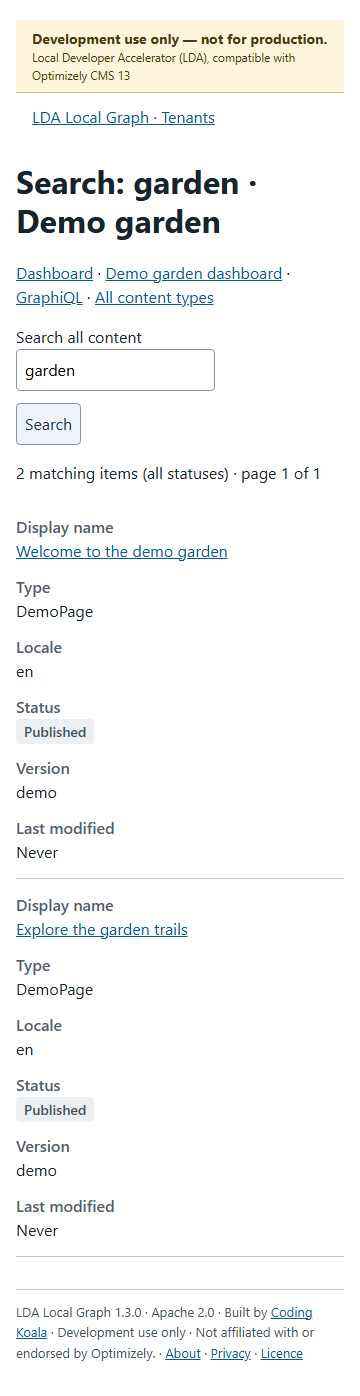 Development use only — not for production.
Local Developer Accelerator (LDA), compatible with
Optimizely CMS 13
LDA Local Graph · Tenants
Search: garden ·
Demo garden
Dashboard · Demo garden dashboard ·
GraphiQL · All content types
Search all content
garden
Search
2 matching items (all statuses) · page 1 of 1
Display name
Welcome to the demo garden
Type
DemoPage
Locale
en
Status
Published
Version
demo
Last modified
Never
Display name
Explore the garden trails
Type
DemoPage
Locale
en
Status
Published
Version
demo
Last modified
Never
LDA Local Graph 1.3.0 · Apache 2.0 · Built by Coding
Koala · Development use only · Not affiliated with or
endorsed by Optimizely. · About · Privacy · Licence